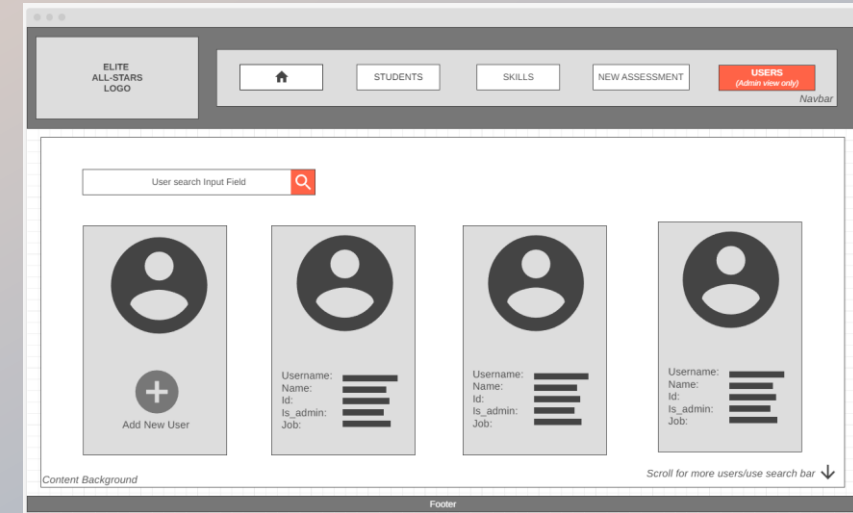 ELITE
ALL-STARS
LOGO
STUDENTS
SKILLS
NEW ASSESSMENT
USERS
(Admin view only)
Navbar
User search Input Field
Add New User
Username:
Name:
Id:
Is_admin:
Job:
Username:
Name:
Id:
Is_admin:
Job:
Username:
Name:
Id:
Is_admin:
Job:
Content Background
Scroll for more users/use search bar
Footer